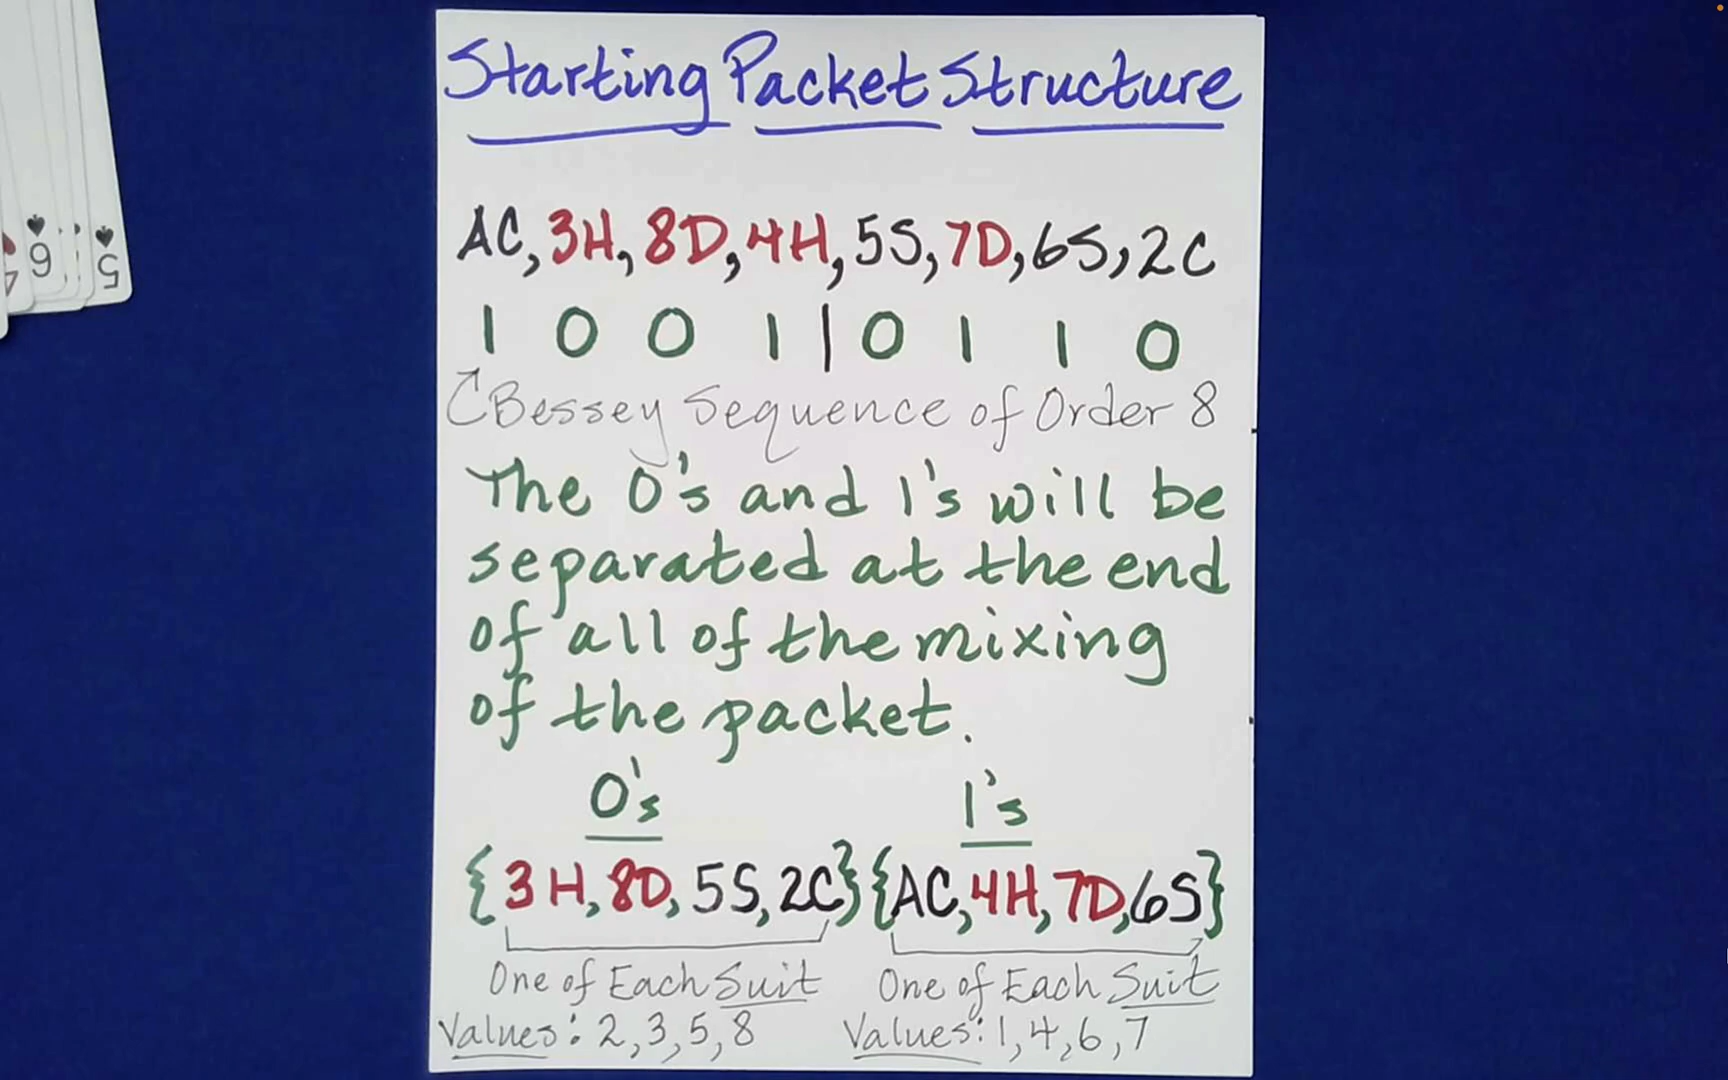 Starting Packet Structure
AC, 3H, 8D, 4H, 5S, 7D, 6S, 2C
1 0 0 1 | 0 1 1 0
Bessey Sequence of Order 8
The 0's and 1's will be
separated at the end
of all of the mixing
of the packet.
0's 1's
{3H, 8D, 5S, 2C} {AC, 4H, 7D, 6S}
One of Each Suit One of Each Suit
Values: 2, 3, 5, 8 Values: 1, 4, 6, 7
6
5